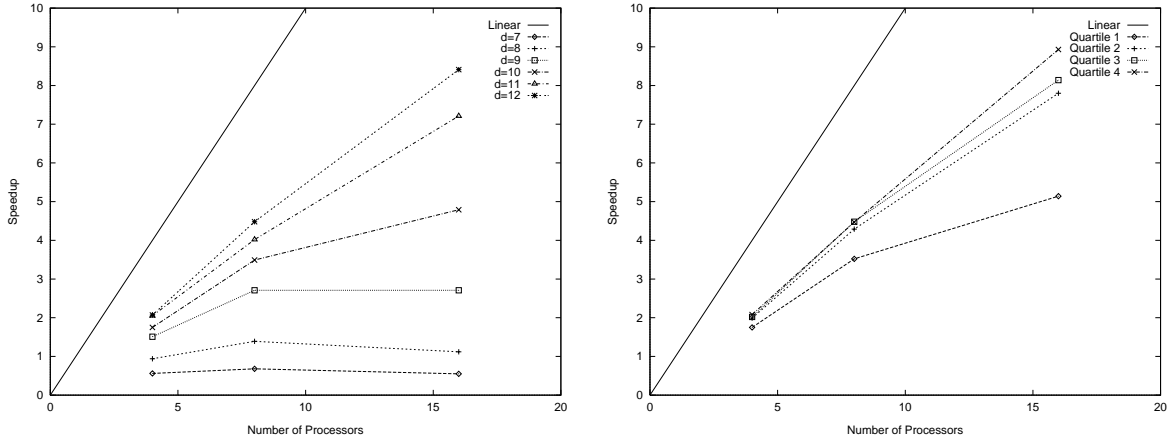 10
9
8
7
6
5
4
3
2
1
0
0
5
10
15
20
Speedup
Number of Processors
Linear
d=7
d=8
d=9
d=10
d=11
d=12
10
9
8
7
6
5
4
3
2
1
0
0
5
10
15
20
Speedup
Number of Processors
Linear
Quartile 1
Quartile 2
Quartile 3
Quartile 4